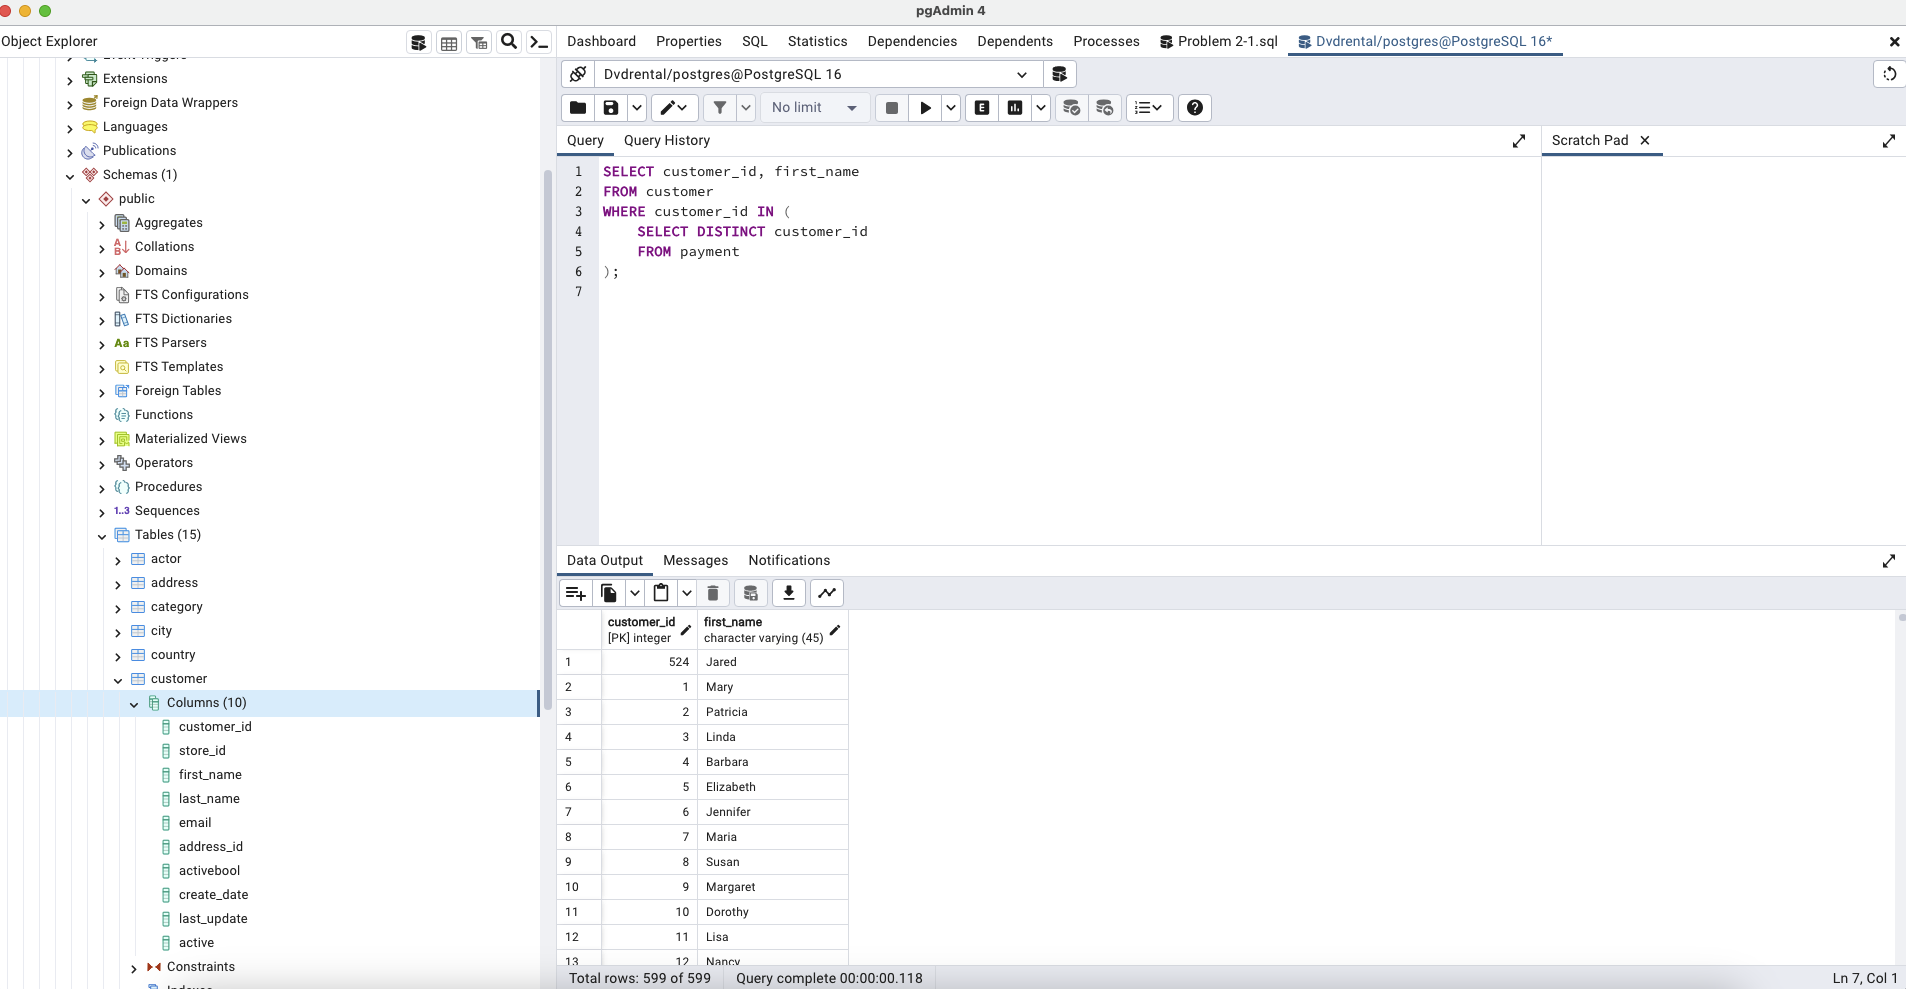 pgAdmin 4
Object Explorer
Dashboard Properties SQL Statistics Dependencies Dependents Processes Problem 2-1.sql Dvdrental/postgres@PostgreSQL 16*
Extensions
Foreign Data Wrappers
Languages
Publications
Schemas (1)
public
Aggregates
Collations
Domains
FTS Configurations
FTS Dictionaries
Aa FTS Parsers
FTS Templates
Foreign Tables
Functions
Materialized Views
Operators
Procedures
1..3 Sequences
Tables (15)
actor
address
category
city
country
customer
Columns (10)
customer_id
store_id
first_name
last_name
email
address_id
activebool
create_date
last_update
active
Constraints
Dvdrental/postgres@PostgreSQL 16
No limit
E
Query Query History
Scratch Pad
1 SELECT customer_id, first_name
2 FROM customer
3 WHERE customer_id IN (
4 SELECT DISTINCT customer_id
5 FROM payment
6 );
7
Data Output Messages Notifications
customer_id first_name
[PK] integer character varying (45)
1 524 Jared
2 1 Mary
3 2 Patricia
4 3 Linda
5 4 Barbara
6 5 Elizabeth
7 6 Jennifer
8 7 Maria
9 8 Susan
10 9 Margaret
11 10 Dorothy
12 11 Lisa
13 12 Nancy
Total rows: 599 of 599 Query complete 00:00:00.118 Ln 7, Col 1